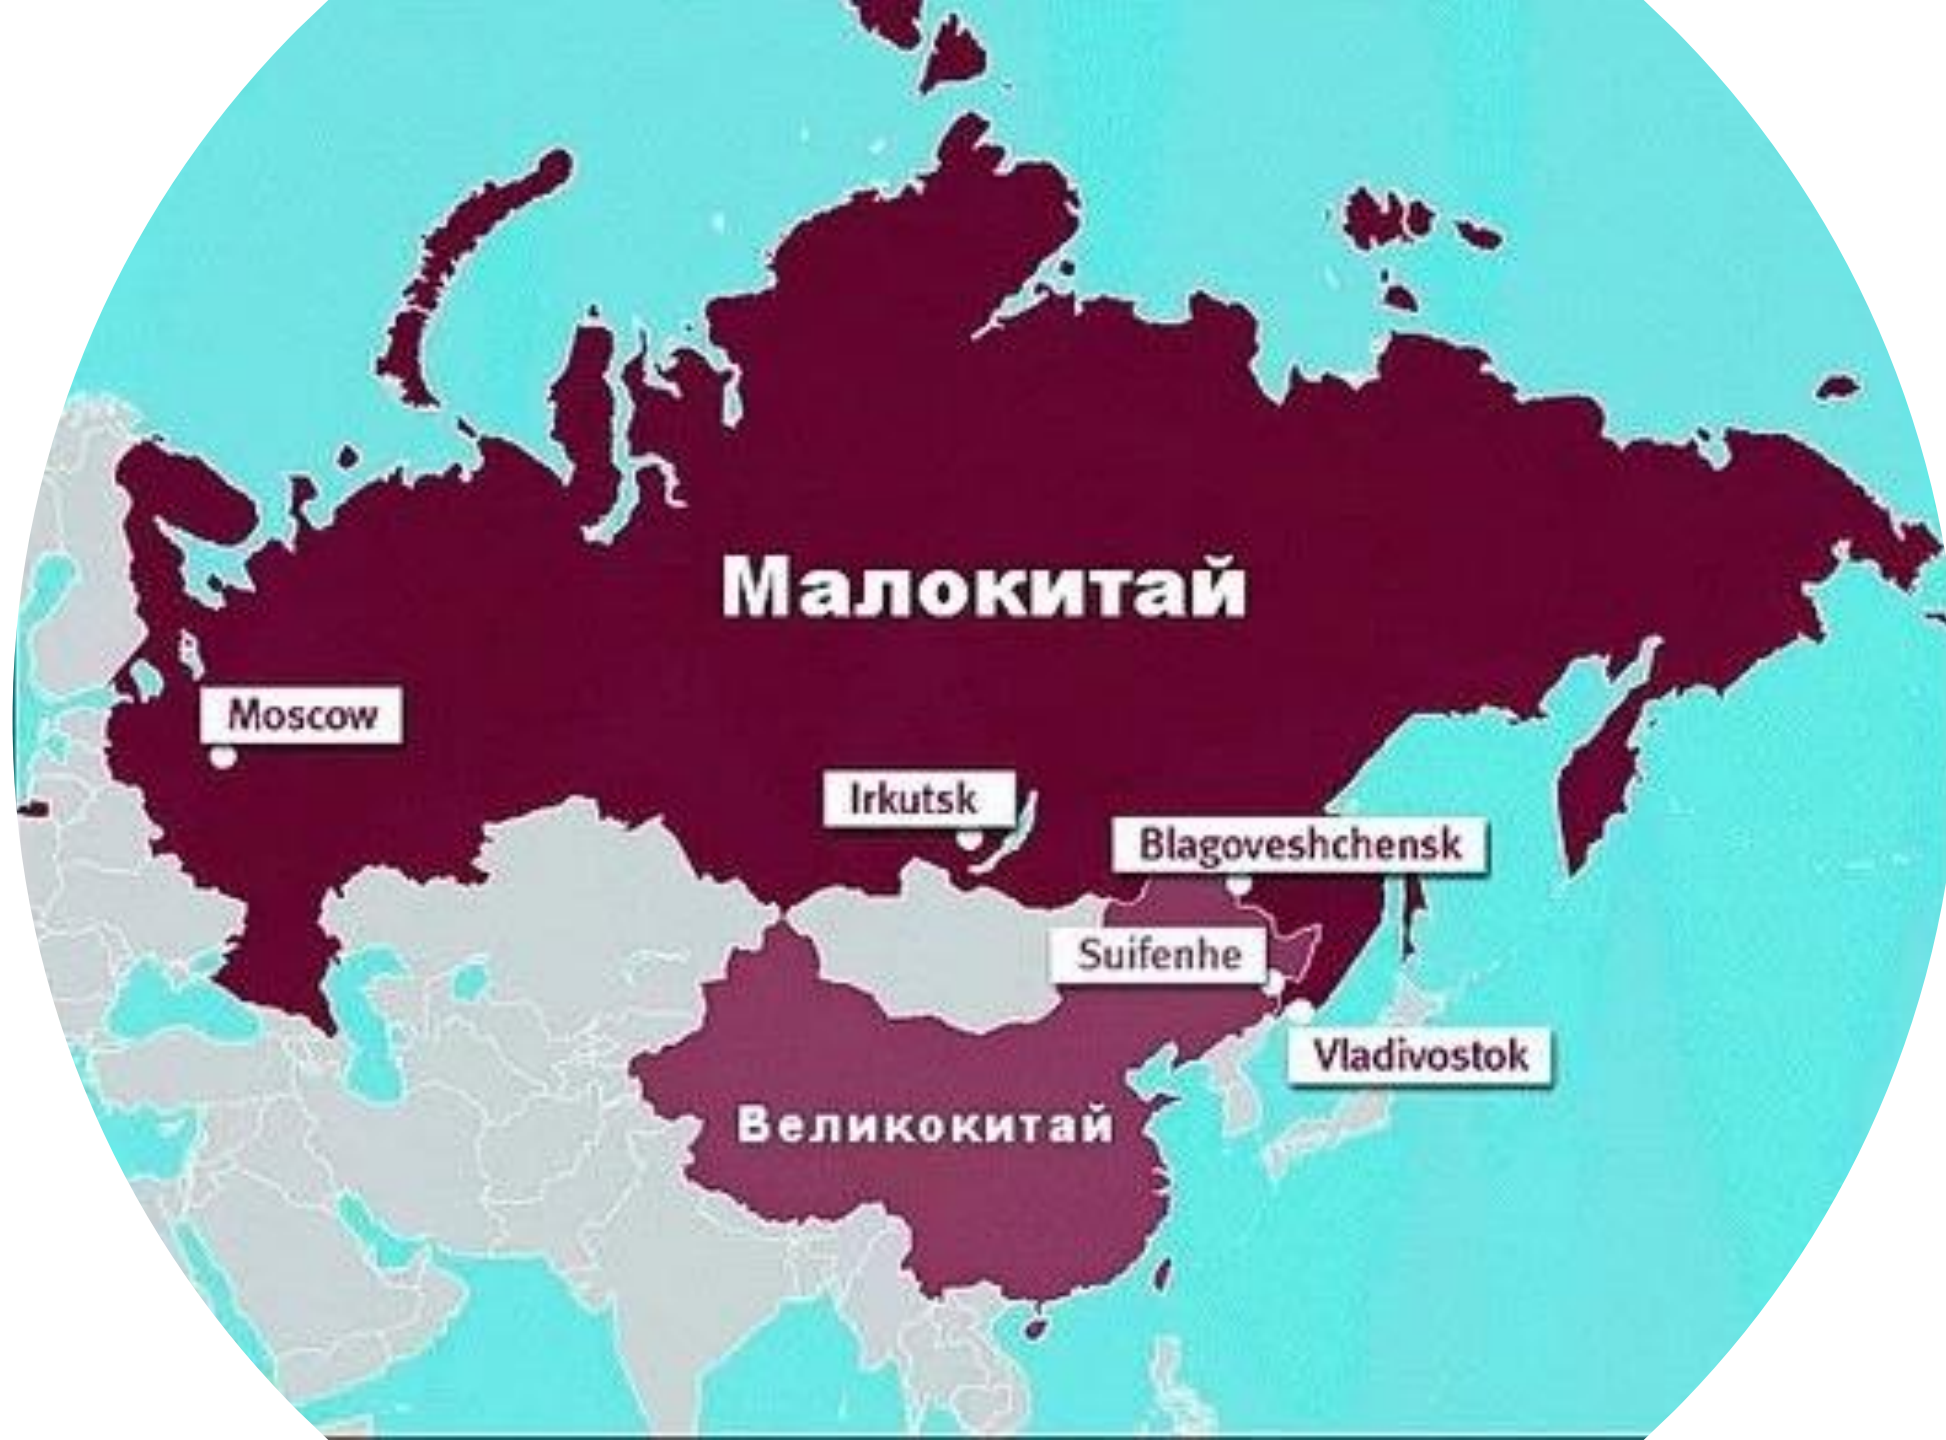 Малокитай
Moscow
Irkutsk
Blagoveshchensk
Suifenhe
Vladivostok
Великокитай